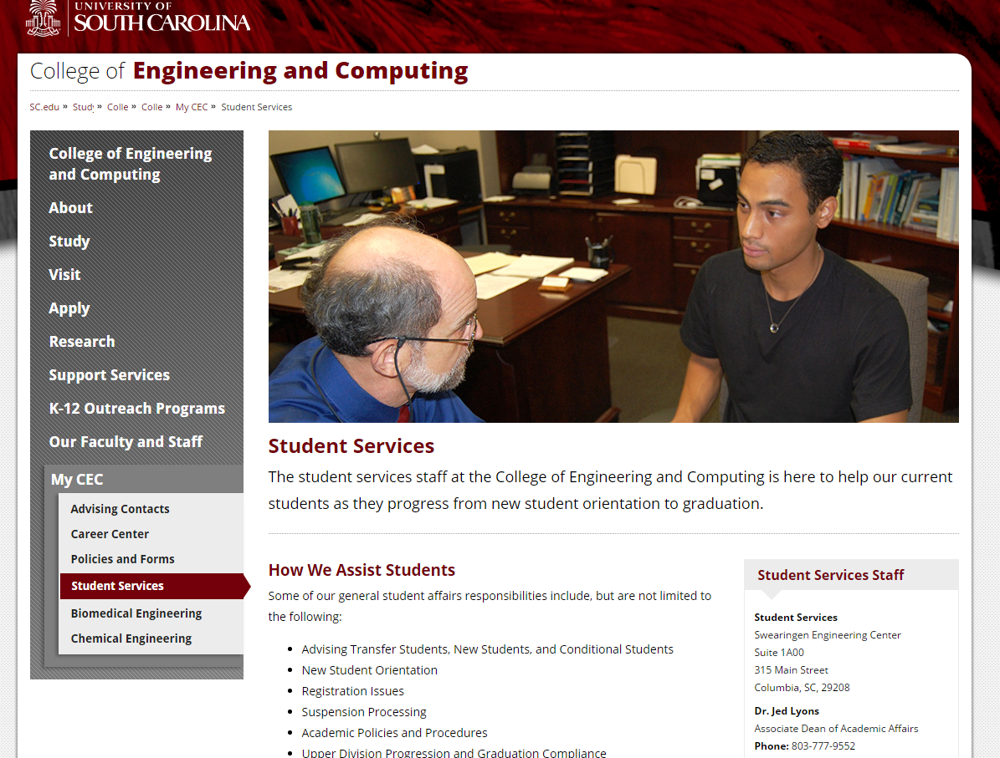 UNIVERSITY OF
SOUTH CAROLINA
College of Engineering and Computing
SC.edu » Study » Colle » Colle » My CEC » Student Services
College of Engineering
and Computing
About
Study
Visit
Apply
Research
Support Services
K-12 Outreach Programs
Our Faculty and Staff
My CEC
Advising Contacts
Career Center
Policies and Forms
Student Services
Biomedical Engineering
Chemical Engineering
Student Services
The student services staff at the College of Engineering and Computing is here to help our current
students as they progress from new student orientation to graduation.
How We Assist Students
Some of our general student affairs responsibilities include, but are not limited to
the following:
• Advising Transfer Students, New Students, and Conditional Students
• New Student Orientation
• Registration Issues
• Suspension Processing
• Academic Policies and Procedures
• Upper Division Progression and Graduation Compliance
Student Services Staff
Student Services
Swearingen Engineering Center
Suite 1A00
315 Main Street
Columbia, SC, 29208
Dr. Jed Lyons
Associate Dean of Academic Affairs
Phone: 803-777-9552